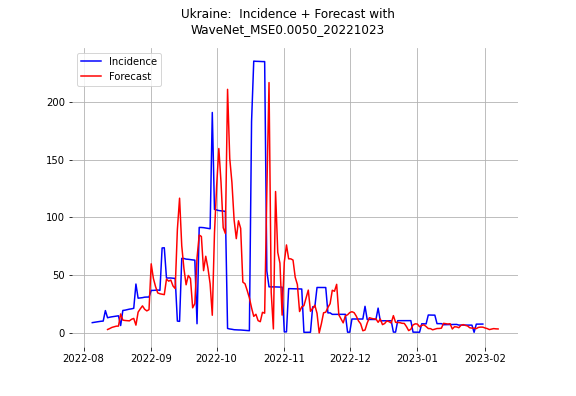 Ukraine:  Incidence + Forecast with
WaveNet_MSE0.0050_20221023
Incidence
Forecast
200
150
100
50
0
2022-08 2022-09 2022-10 2022-11 2022-12 2023-01 2023-02